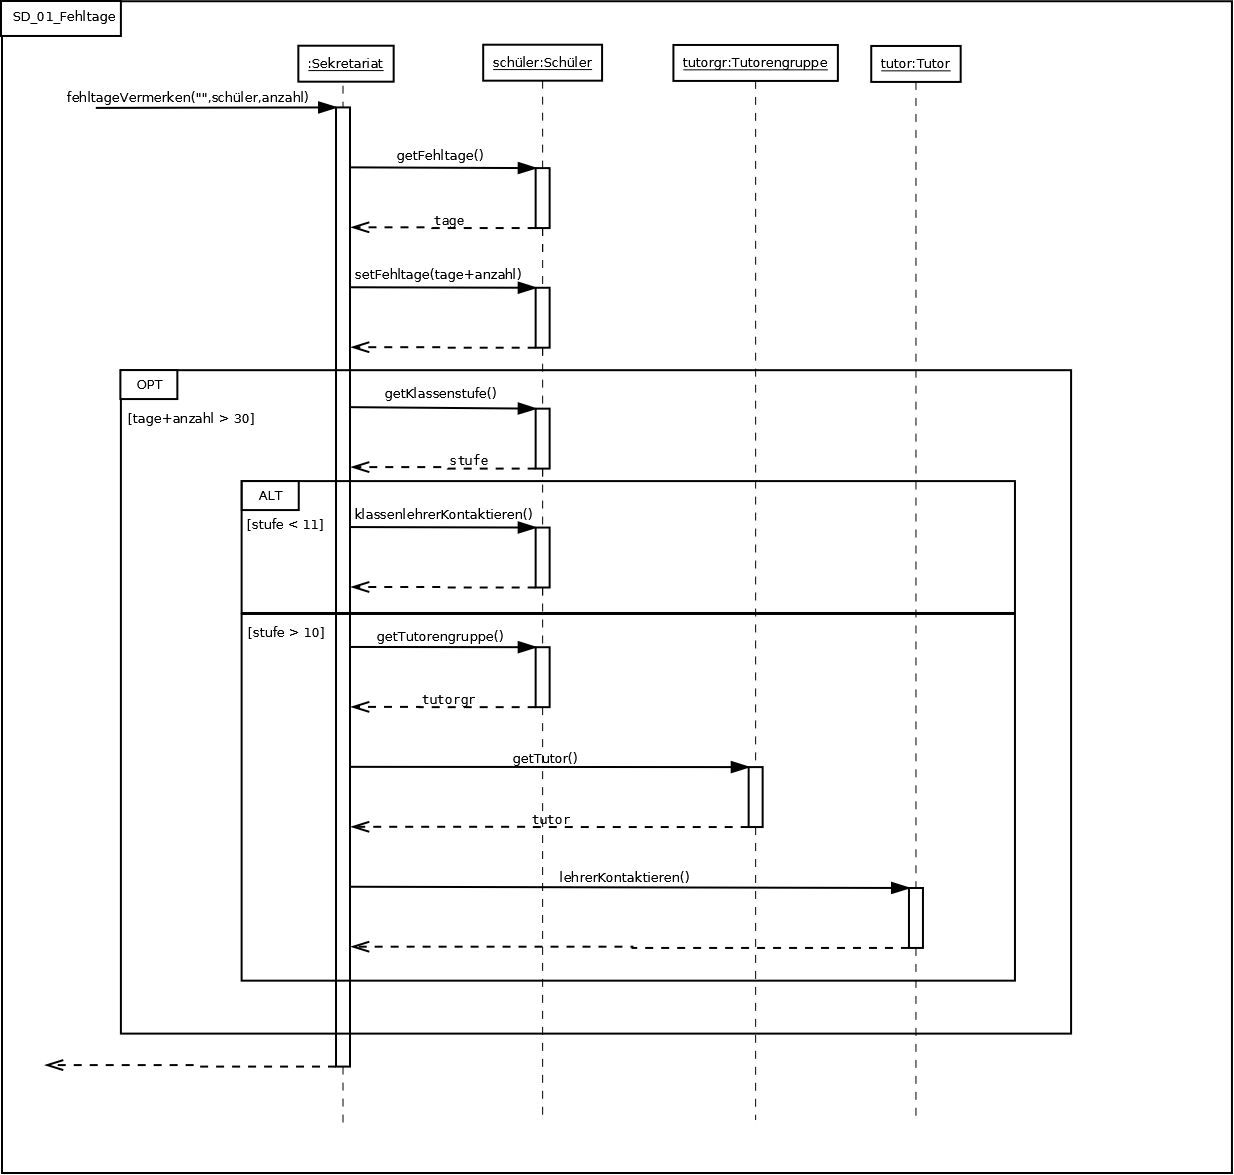 SD_01_Fehltage
:Sekretariat
schüler:Schüler
tutorgr:Tutorengruppe
tutor:Tutor
fehltageVermerken("",schüler,anzahl)
getFehltage()
tage
setFehltage(tage+anzahl)
OPT
getKlassenstufe()
[tage+anzahl > 30]
stufe
ALT
klassenlehrerKontaktieren()
[stufe < 11]
[stufe > 10]
getTutorengruppe()
tutorgr
getTutor()
tutor
lehrerKontaktieren()